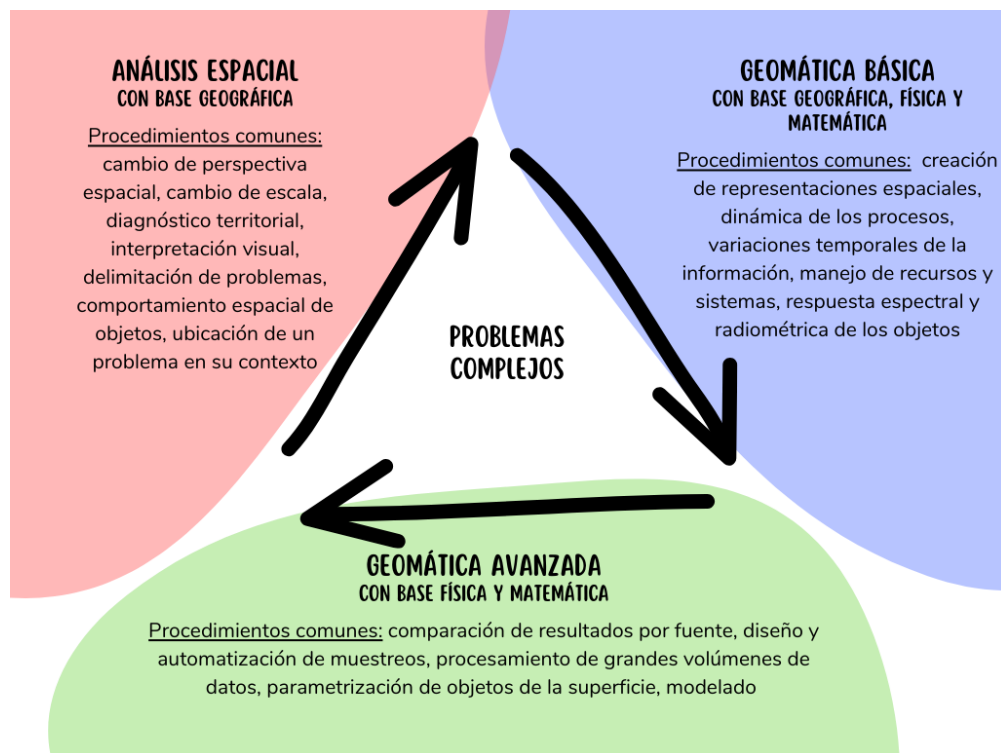 ANÁLISIS ESPACIAL
CON BASE GEOGRÁFICA
Procedimientos comunes:
cambio de perspectiva
espacial, cambio de escala,
diagnóstico territorial,
interpretación visual,
delimitación de problemas,
comportamiento espacial de
objetos, ubicación de un
problema en su contexto
GEOMÁTICA BÁSICA
CON BASE GEOGRÁFICA, FÍSICA Y
MATEMÁTICA
Procedimientos comunes: creación
de representaciones espaciales,
dinámica de los procesos,
variaciones temporales de la
información, manejo de recursos y
sistemas, respuesta espectral y
radiométrica de los objetos
PROBLEMAS
COMPLEJOS
GEOMÁTICA AVANZADA
CON BASE FÍSICA Y MATEMÁTICA
Procedimientos comunes: comparación de resultados por fuente, diseño y
automatización de muestreos, procesamiento de grandes volúmenes de
datos, parametrización de objetos de la superficie, modelado